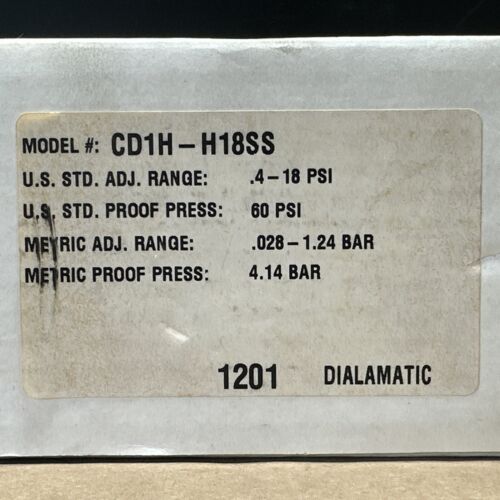 MODEL #: CD1H-H18SS
U.S. STD. ADJ. RANGE: .4-18 PSI
U.S. STD. PROOF PRESS: 60 PSI
METRIC ADJ. RANGE: .028-1.24 BAR
METRIC PROOF PRESS: 4.14 BAR
1201 DIALAMATIC